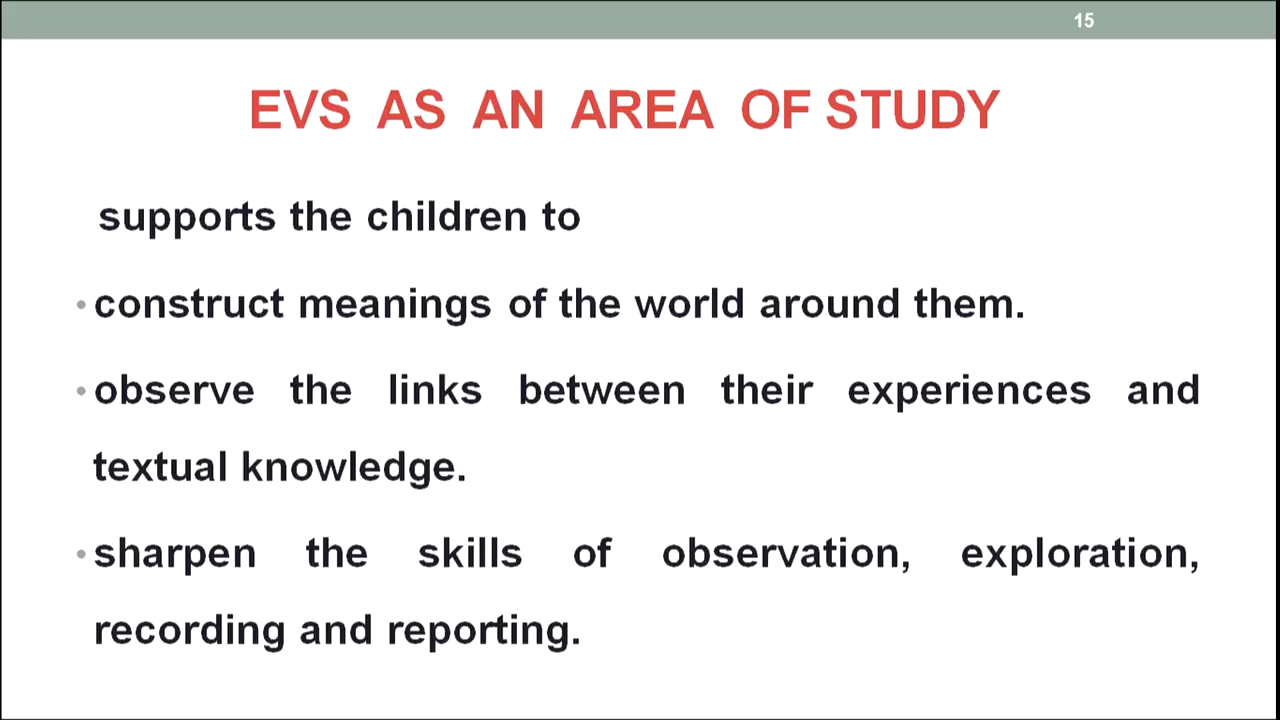 15
EVS AS AN AREA OF STUDY
supports the children to
• construct meanings of the world around them.
• observe the links between their experiences and
textual knowledge.
• sharpen the skills of observation, exploration,
recording and reporting.